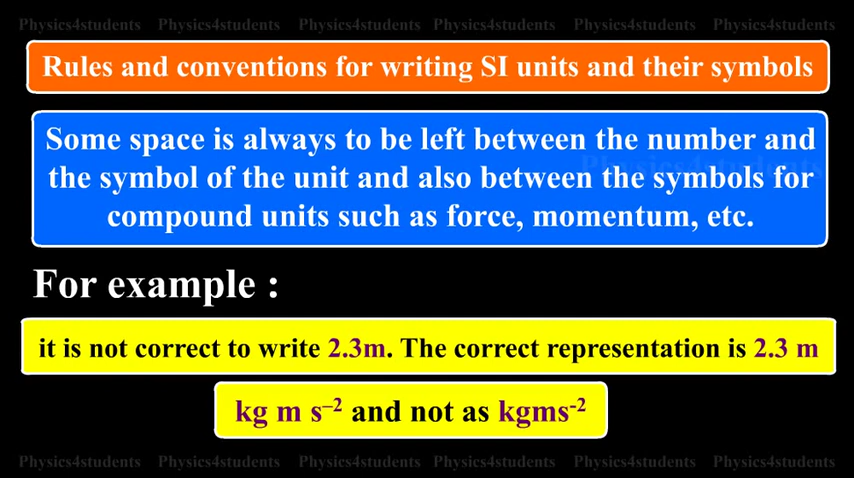 Physics4students Physics4students Physics4students Physics4students Physics4students Physics4students
Rules and conventions for writing SI units and their symbols
Some space is always to be left between the number and
the symbol of the unit and also between the symbols for
compound units such as force, momentum, etc.
Physics4students
For example :
it is not correct to write 2.3m. The correct representation is 2.3 m
kg m s⁻² and not as kgms⁻²
Physics4students Physics4students Physics4students Physics4students Physics4students Physics4students